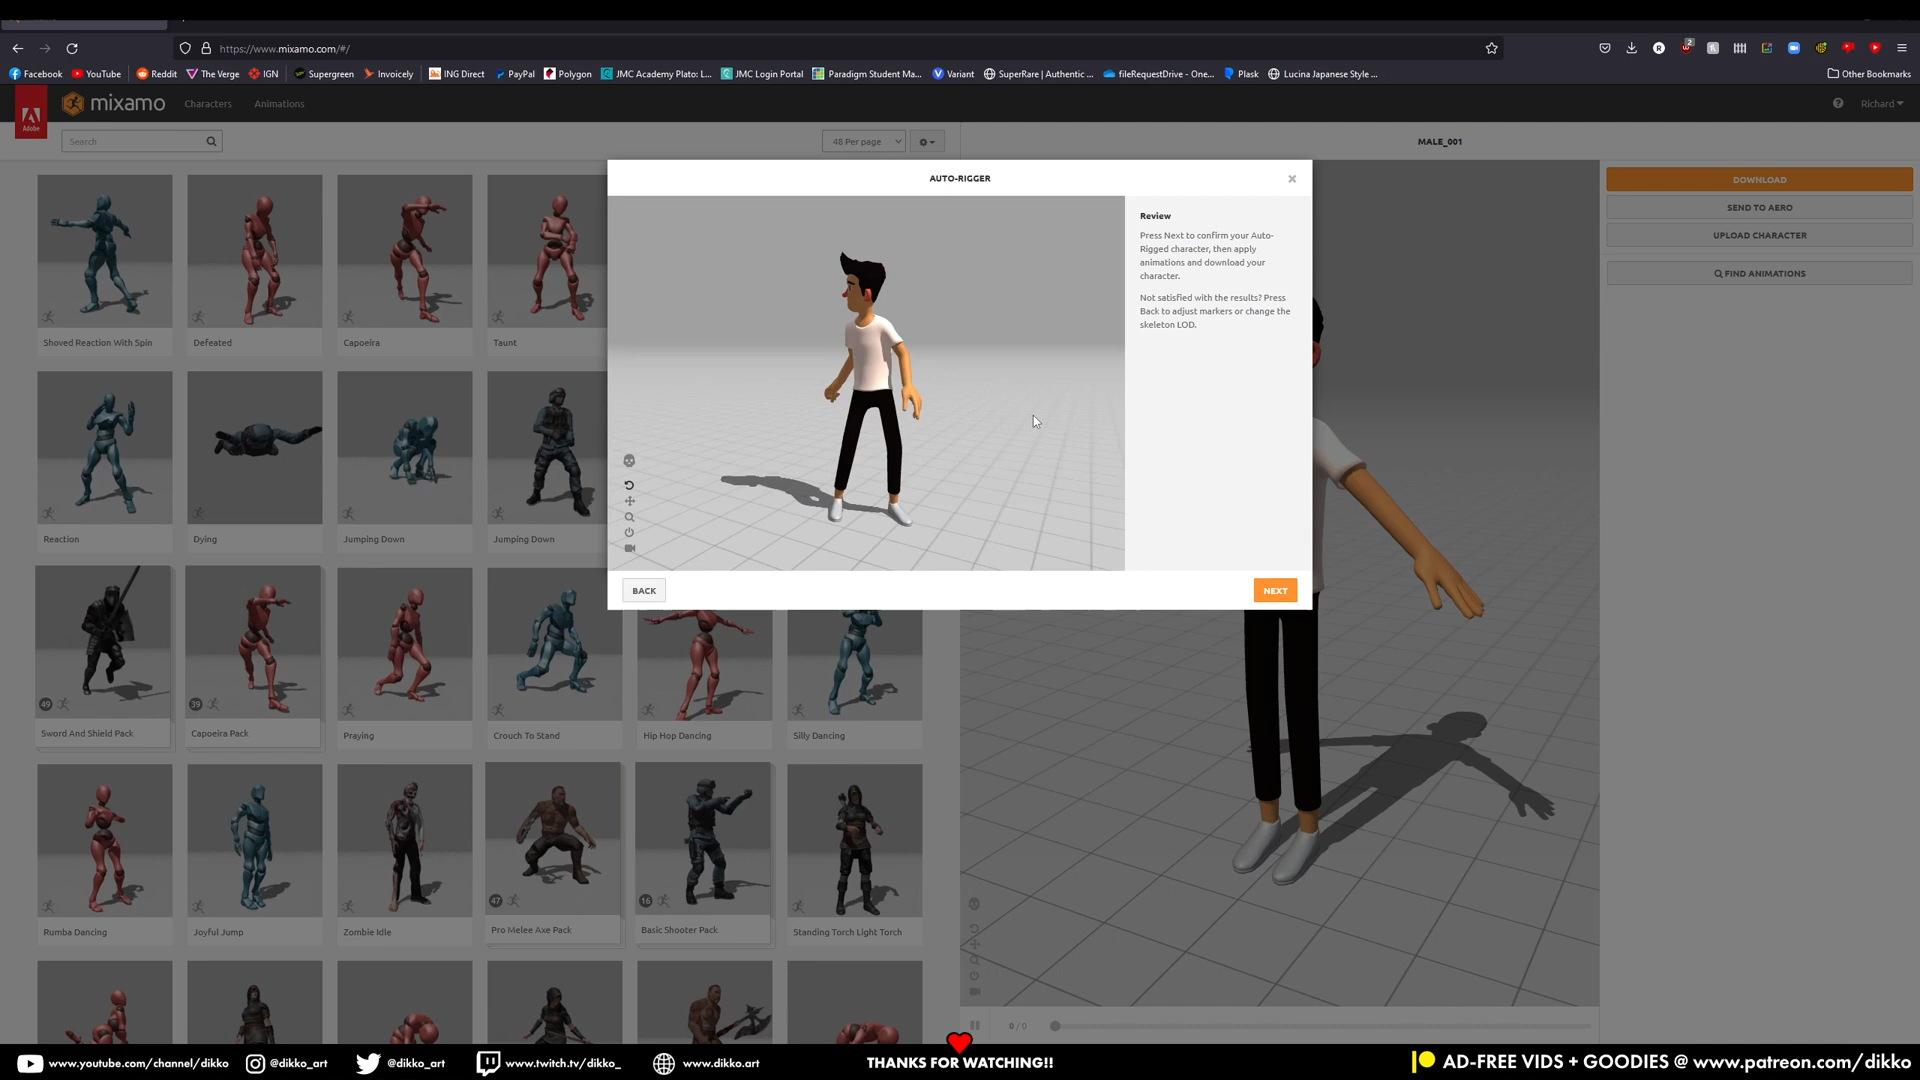 https://www.mixamo.com/#/
2
Facebook YouTube Reddit The Verge IGN Supergreen Invoicely ING Direct PayPal Polygon JMC Academy Plato: L... JMC Login Portal Paradigm Student Ma... Variant SuperRare | Authentic ... fileRequestDrive - One... Plask Lucina Japanese Style ... Other Bookmarks
Adobe
mixamo Characters Animations Richard
Search 48 Per page MALE_001
AUTO-RIGGER
Review
Press Next to confirm your Auto-
Rigged character, then apply
animations and download your
character.
Not satisfied with the results? Press
Back to adjust markers or change the
skeleton LOD.
BACK NEXT
DOWNLOAD
SEND TO AERO
UPLOAD CHARACTER
FIND ANIMATIONS
Shoved Reaction With Spin Defeated Capoeira Taunt
Reaction Dying Jumping Down Jumping Down
49 39
Sword And Shield Pack Capoeira Pack Praying Crouch To Stand Hip Hop Dancing Silly Dancing
47 16
Rumba Dancing Joyful Jump Zombie Idle Pro Melee Axe Pack Basic Shooter Pack Standing Torch Light Torch
0 / 0
www.youtube.com/channel/dikko @dikko_art @dikko_art www.twitch.tv/dikko_ www.dikko.art THANKS FOR WATCHING!! AD-FREE VIDS + GOODIES @ www.patreon.com/dikko